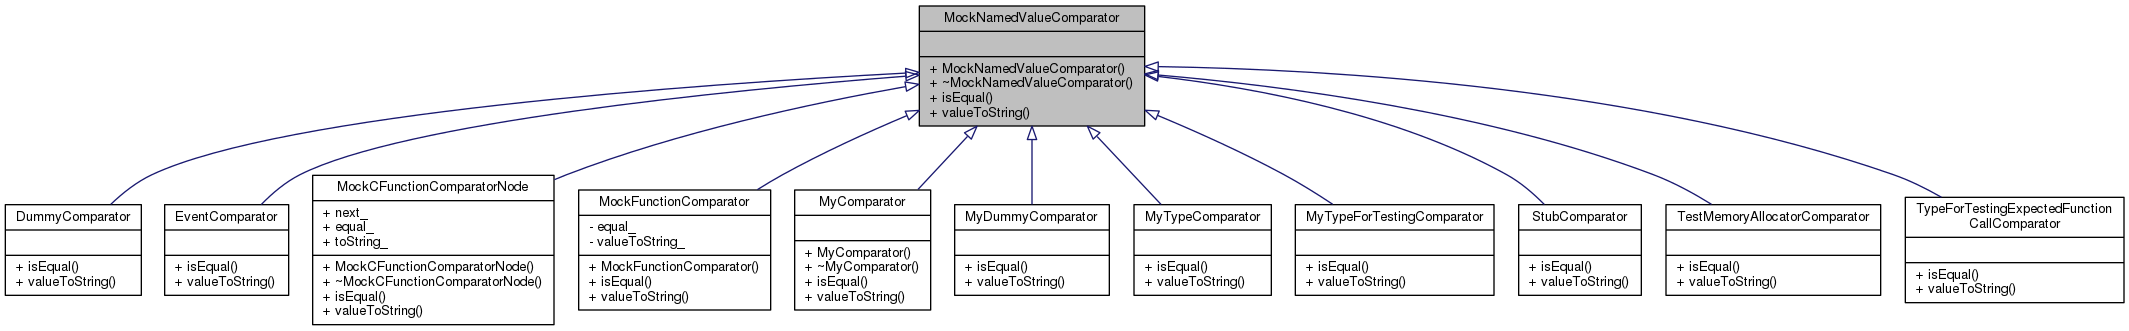 MockNamedValueComparator
+ MockNamedValueComparator()
+ ~MockNamedValueComparator()
+ isEqual()
+ valueToString()
DummyComparator
+ isEqual()
+ valueToString()
EventComparator
+ isEqual()
+ valueToString()
MockCFunctionComparatorNode
+ next_
+ equal_
+ toString_
+ MockCFunctionComparatorNode()
+ ~MockCFunctionComparatorNode()
+ isEqual()
+ valueToString()
MockFunctionComparator
- equal_
- valueToString_
+ MockFunctionComparator()
+ isEqual()
+ valueToString()
MyComparator
+ MyComparator()
+ ~MyComparator()
+ isEqual()
+ valueToString()
MyDummyComparator
+ isEqual()
+ valueToString()
MyTypeComparator
+ isEqual()
+ valueToString()
MyTypeForTestingComparator
+ isEqual()
+ valueToString()
StubComparator
+ isEqual()
+ valueToString()
TestMemoryAllocatorComparator
+ isEqual()
+ valueToString()
TypeForTestingExpectedFunction
CallComparator
+ isEqual()
+ valueToString()